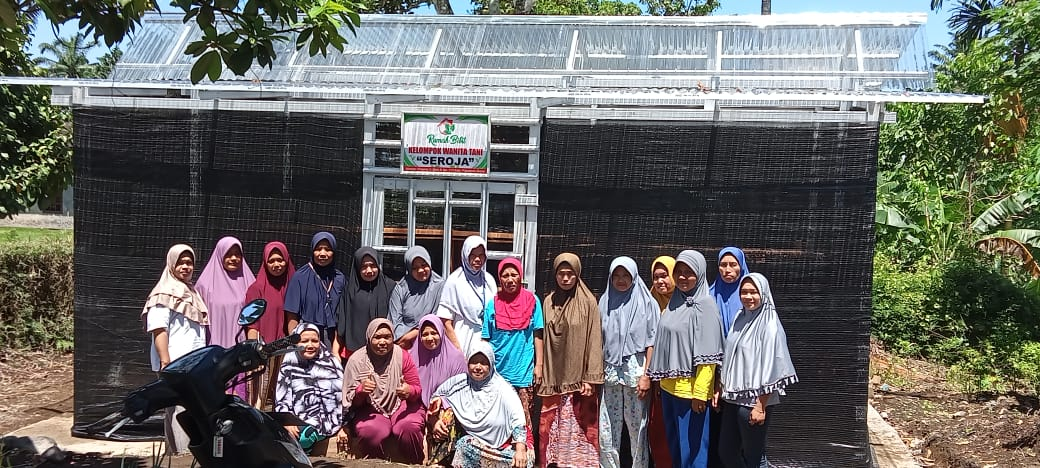 Rumah Bibit
KELOMPOK WANITA TANI
"SEROJA"